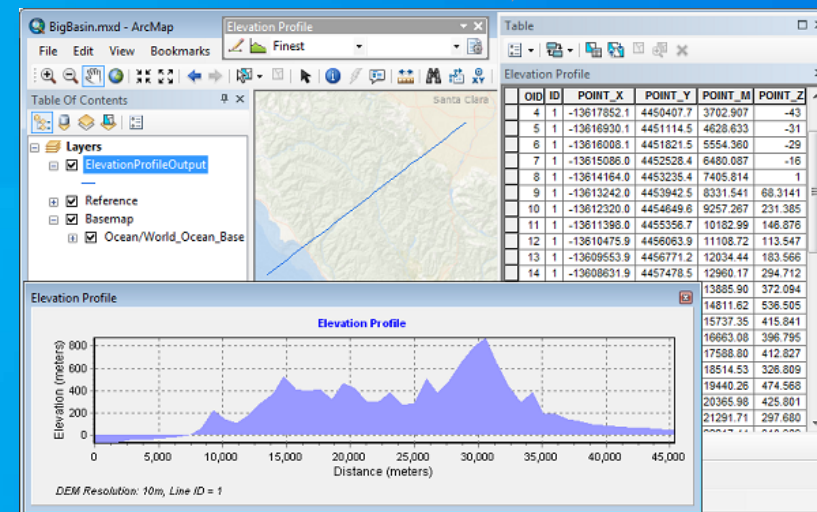 BigBasin.mxd - ArcMap
File Edit View Bookmarks
Elevation Profile
Finest
Table Of Contents
Layers
ElevationProfileOutput
Reference
Basemap
Ocean/World_Ocean_Base
Santa Clara
Table
Elevation Profile
OID ID POINT_X POINT_Y POINT_M POINT_Z
4 1 -13617852.1 4450407.7 3702.907 -43
5 1 -13616930.1 4451114.5 4628.633 -31
6 1 -13616008.1 4451821.5 5554.360 -29
7 1 -13615086.0 4452528.4 6480.087 -16
8 1 -13614164.0 4453235.4 7405.814 1
9 1 -13613242.0 4453942.5 8331.541 68.3141
10 1 -13612320.0 4454649.6 9257.267 231.385
11 1 -13611398.0 4455356.7 10182.99 146.876
12 1 -13610475.9 4456063.9 11108.72 113.547
13 1 -13609553.9 4456771.2 12034.44 183.566
14 1 -13608631.9 4457478.5 12960.17 294.712
13885.90 372.094
14811.62 536.505
15737.35 415.841
16663.08 396.795
17588.80 412.827
18514.53 326.809
19440.26 474.568
20365.98 425.801
21291.71 297.680
Elevation Profile
Elevation Profile
Elevation (meters)
800
600
400
200
0
0 5,000 10,000 15,000 20,000 25,000 30,000 35,000 40,000 45,000
Distance (meters)
DEM Resolution: 10m, Line ID = 1